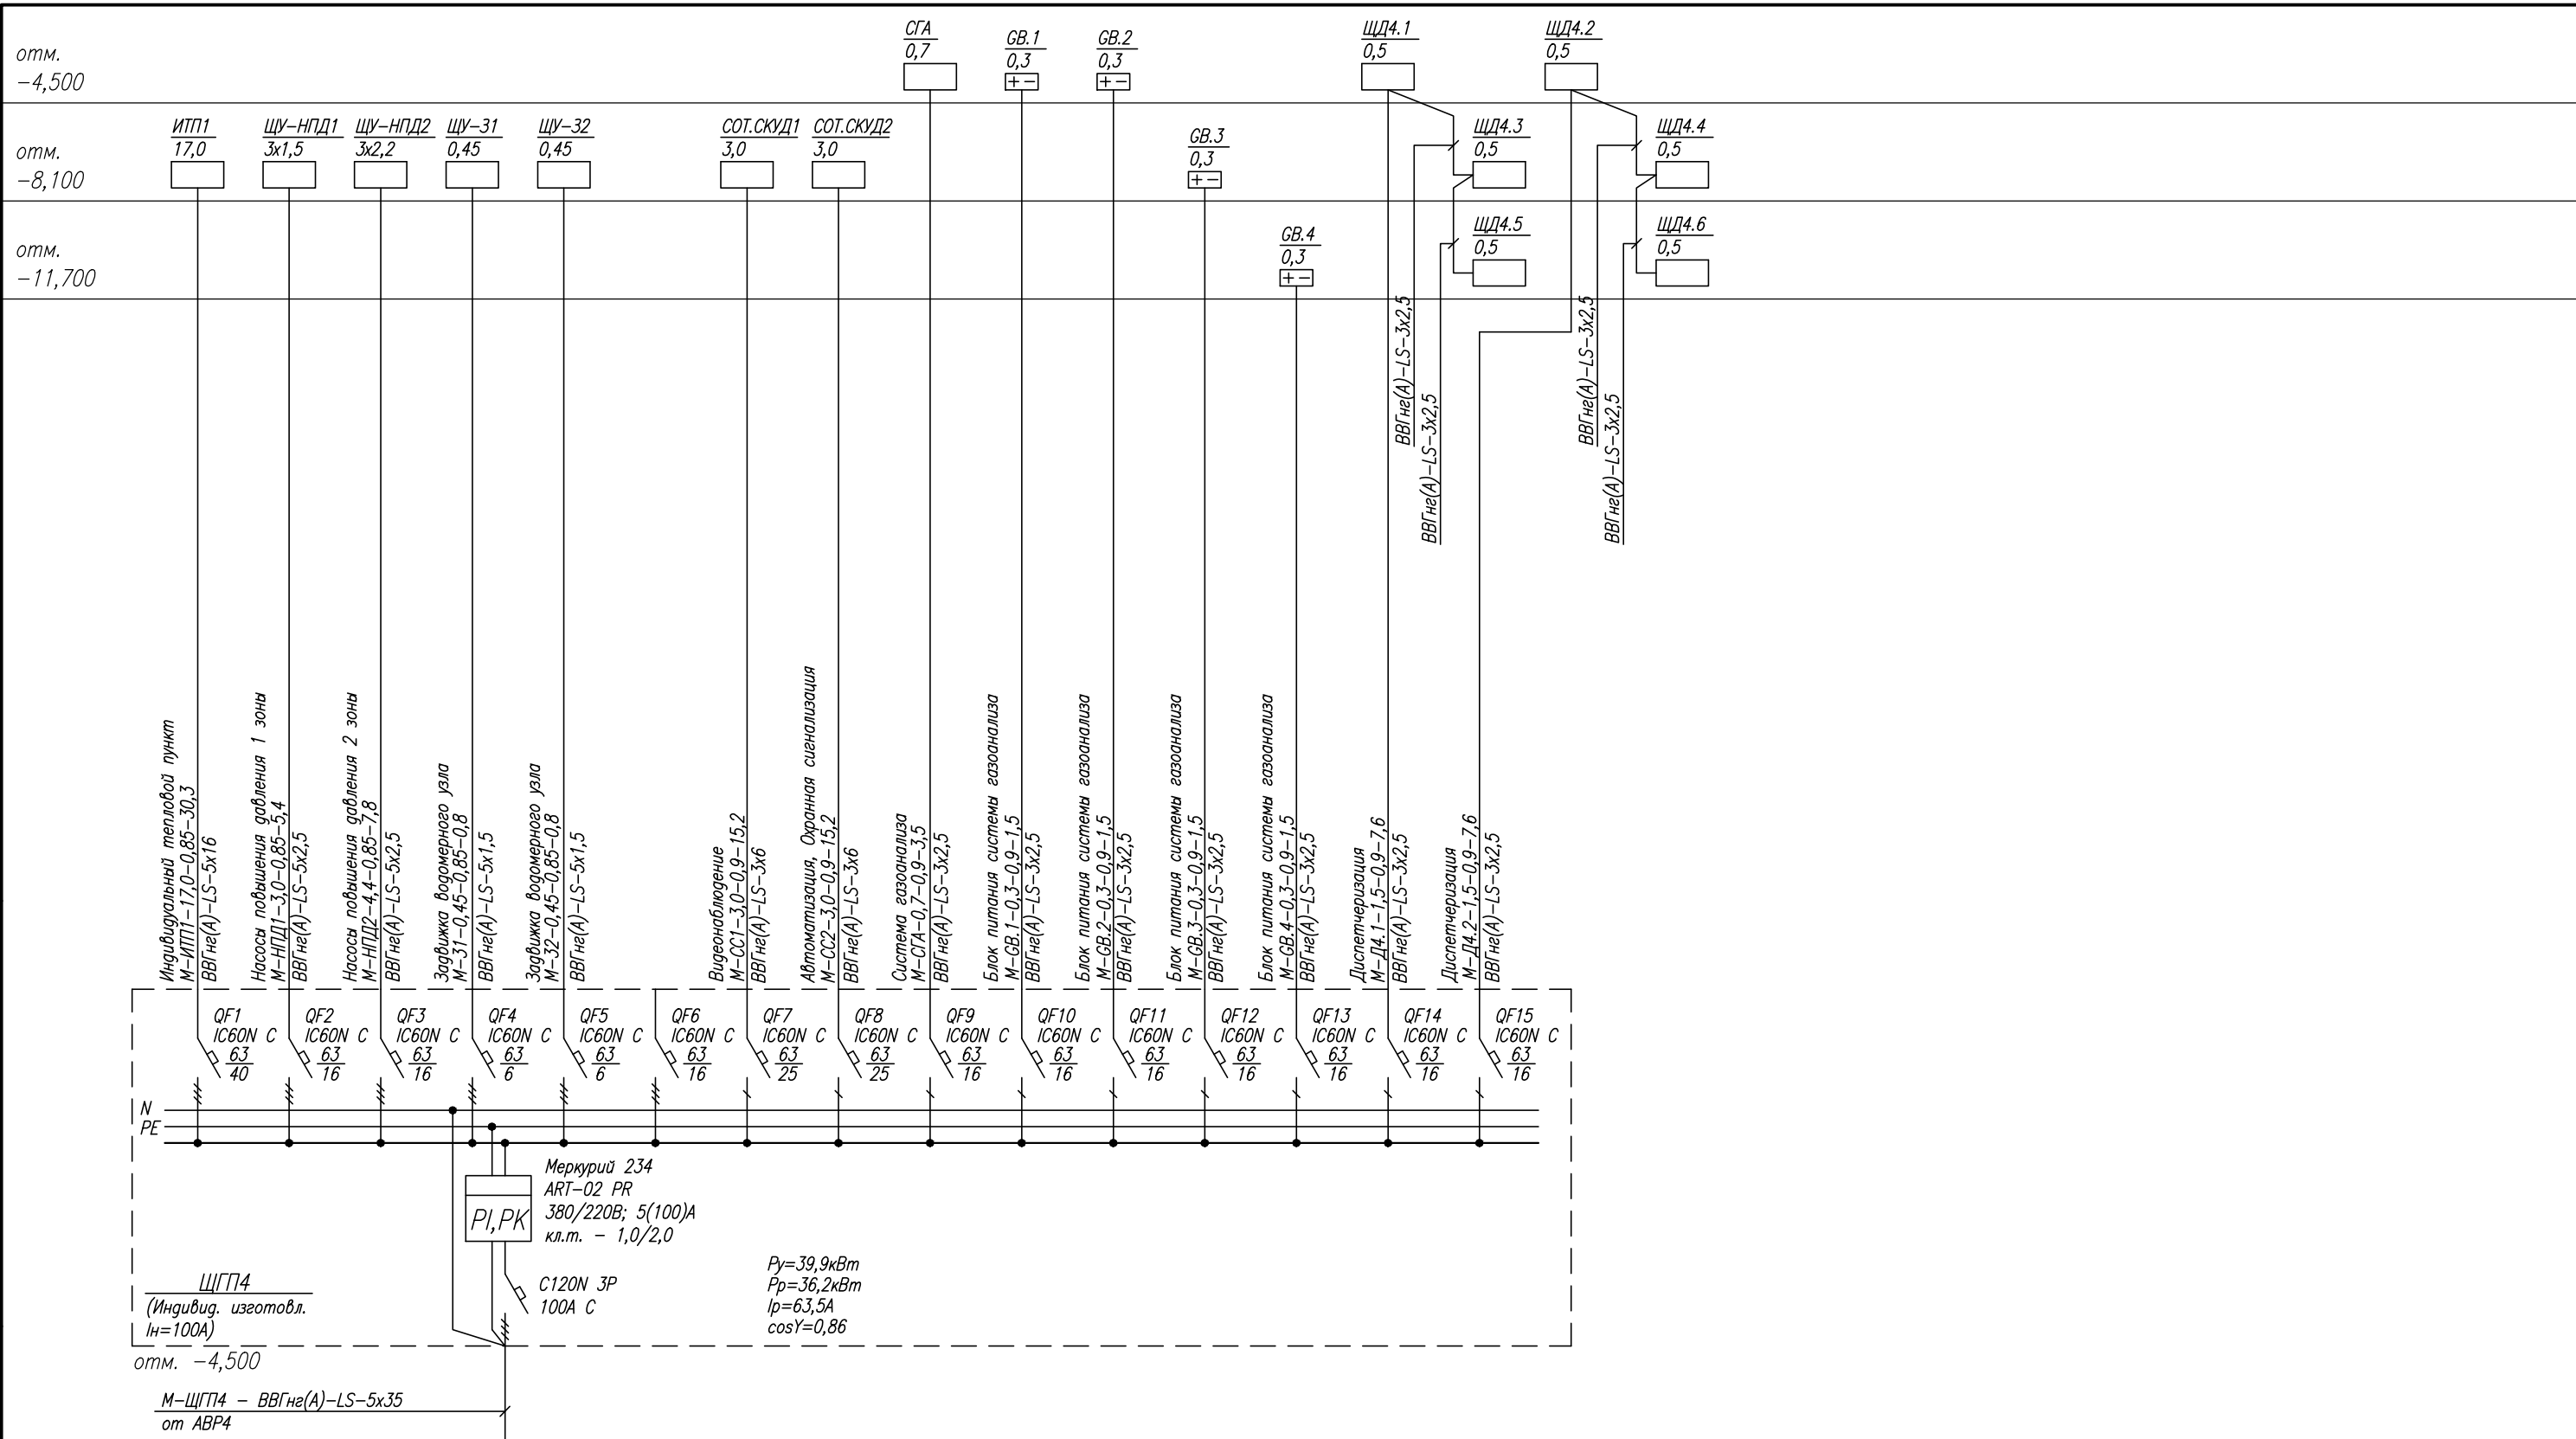 отм.
-4,500
СГА
0,7
GB.1
0,3
+ -
GB.2
0,3
+ -
ЩД4.1
0,5
ЩД4.2
0,5
отм.
-8,100
ИТП1
17,0
ЩУ-НПД1
3х1,5
ЩУ-НПД2
3х2,2
ЩУ-31
0,45
ЩУ-32
0,45
СОТ.СКУД1
3,0
СОТ.СКУД2
3,0
GB.3
0,3
+ -
ЩД4.3
0,5
ЩД4.4
0,5
отм.
-11,700
GB.4
0,3
+ -
ЩД4.5
0,5
ЩД4.6
0,5
ВВГнг(А)-LS-3х2,5
ВВГнг(А)-LS-3х2,5
ВВГнг(А)-LS-3х2,5
ВВГнг(А)-LS-3х2,5
Индивидуальный тепловой пункт
М-ИТП1-17,0-0,85-30,3
ВВГнг(А)-LS-5х16
Насосы повышения давления 1 зоны
М-НПД1-3,0-0,85-5,4
ВВГнг(А)-LS-5х2,5
Насосы повышения давления 2 зоны
М-НПД2-4,4-0,85-7,8
ВВГнг(А)-LS-5х2,5
Задвижка водомерного узла
М-31-0,45-0,85-0,8
ВВГнг(А)-LS-5х1,5
Задвижка водомерного узла
М-32-0,45-0,85-0,8
ВВГнг(А)-LS-5х1,5
Видеонаблюдение
М-СС1-3,0-0,9-15,2
ВВГнг(А)-LS-3х6
Автоматизация, Охранная сигнализация
М-СС2-3,0-0,9-15,2
ВВГнг(А)-LS-3х6
Система газоанализа
М-СГА-0,7-0,9-3,5
ВВГнг(А)-LS-3х2,5
Блок питания системы газоанализа
М-GB.1-0,3-0,9-1,5
ВВГнг(А)-LS-3х2,5
Блок питания системы газоанализа
М-GB.2-0,3-0,9-1,5
ВВГнг(А)-LS-3х2,5
Блок питания системы газоанализа
М-GB.3-0,3-0,9-1,5
ВВГнг(А)-LS-3х2,5
Блок питания системы газоанализа
М-GB.4-0,3-0,9-1,5
ВВГнг(А)-LS-3х2,5
Диспетчеризация
М-Д4.1-1,5-0,9-7,6
ВВГнг(А)-LS-3х2,5
Диспетчеризация
М-Д4.2-1,5-0,9-7,6
ВВГнг(А)-LS-3х2,5
QF1
IC60N C
63
40
QF2
IC60N C
63
16
QF3
IC60N C
63
16
QF4
IC60N C
63
6
QF5
IC60N C
63
6
QF6
IC60N C
63
16
QF7
IC60N C
63
25
QF8
IC60N C
63
25
QF9
IC60N C
63
16
QF10
IC60N C
63
16
QF11
IC60N C
63
16
QF12
IC60N C
63
16
QF13
IC60N C
63
16
QF14
IC60N C
63
16
QF15
IC60N C
63
16
N
PE
Меркурий 234
ART-02 PR
380/220В; 5(100)А
кл.т. - 1,0/2,0
PI,PK
C120N 3P
100А С
Ру=39,9кВт
Рр=36,2кВт
Iр=63,5А
cosY=0,86
ЩГП4
(Индивид. изготовл.
Iн=100А)
отм. -4,500
М-ЩГП4 - ВВГнг(А)-LS-5х35
от АВР4